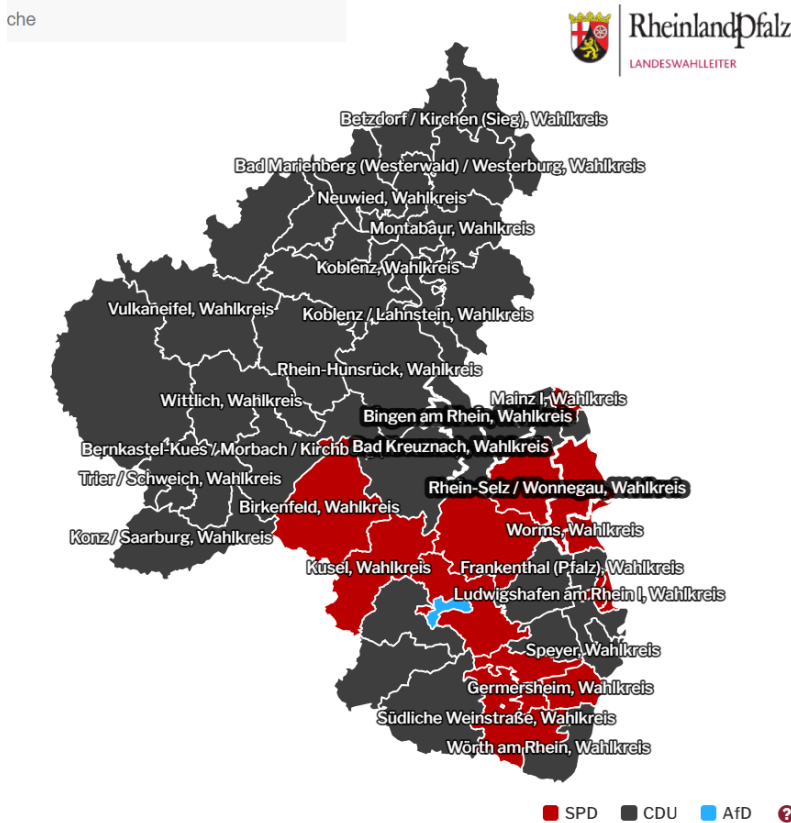 che
RheinlandPfalz
LANDESWAHLLEITER
Betzdorf / Kirchen (Sieg), Wahlkreis
Bad Marienberg (Westerwald) / Westerburg, Wahlkreis
Neuwied, Wahlkreis
Montabaur, Wahlkreis
Koblenz, Wahlkreis
Vulkaneifel, Wahlkreis
Koblenz / Lahnstein, Wahlkreis
Rhein-Hunsrück, Wahlkreis
Wittlich, Wahlkreis
Mainz I, Wahlkreis
Bingen am Rhein, Wahlkreis
Bernkastel-Kues / Morbach / Kirchb
Bad Kreuznach, Wahlkreis
Trier / Schweich, Wahlkreis
Rhein-Selz / Wonnegau, Wahlkreis
Birkenfeld, Wahlkreis
Worms, Wahlkreis
Konz / Saarburg, Wahlkreis
Kusel, Wahlkreis
Frankenthal (Pfalz), Wahlkreis
Ludwigshafen am Rhein I, Wahlkreis
Speyer, Wahlkreis
Germersheim, Wahlkreis
Südliche Weinstraße, Wahlkreis
Wörth am Rhein, Wahlkreis
SPD CDU AfD ?